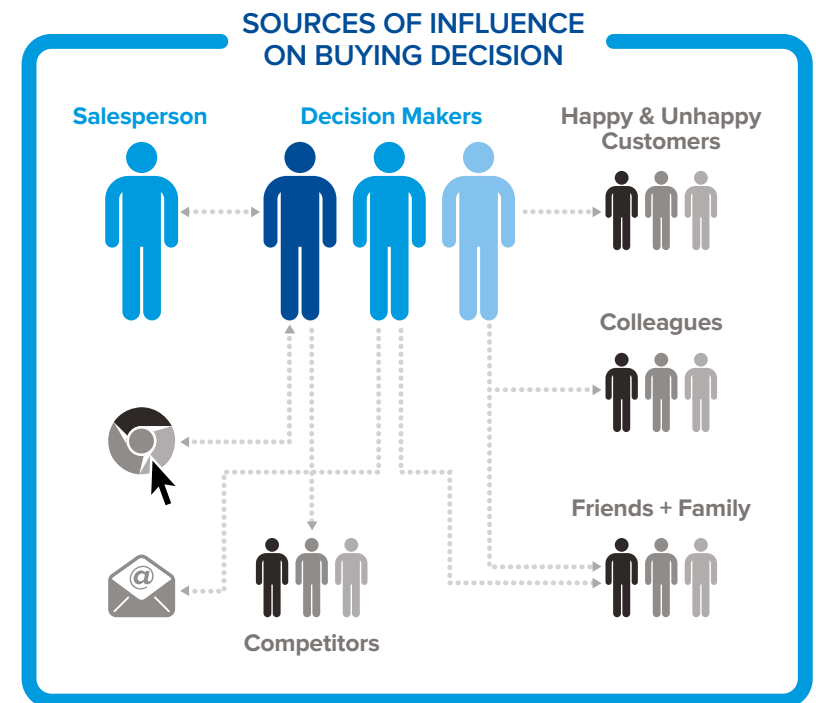 SOURCES OF INFLUENCE
ON BUYING DECISION
Salesperson
Decision Makers
Happy & Unhappy
Customers
Colleagues
Friends + Family
@
Competitors